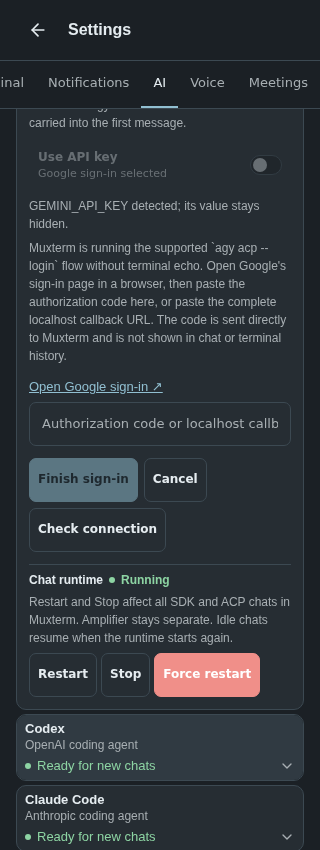 Settings
inal
Notifications
AI
Voice
Meetings
carried into the first message.
Use API key
Google sign-in selected
GEMINI_API_KEY detected; its value stays
hidden.
Muxterm is running the supported `agy acp --
login` flow without terminal echo. Open Google's
sign-in page in a browser, then paste the
authorization code here, or paste the complete
localhost callback URL. The code is sent directly
to Muxterm and is not shown in chat or terminal
history.
Open Google sign-in ↗
Authorization code or localhost callb
Finish sign-in
Cancel
Check connection
Chat runtime
Running
Restart and Stop affect all SDK and ACP chats in
Muxterm. Amplifier stays separate. Idle chats
resume when the runtime starts again.
Restart
Stop
Force restart
Codex
OpenAI coding agent
Ready for new chats
Claude Code
Anthropic coding agent
Ready for new chats